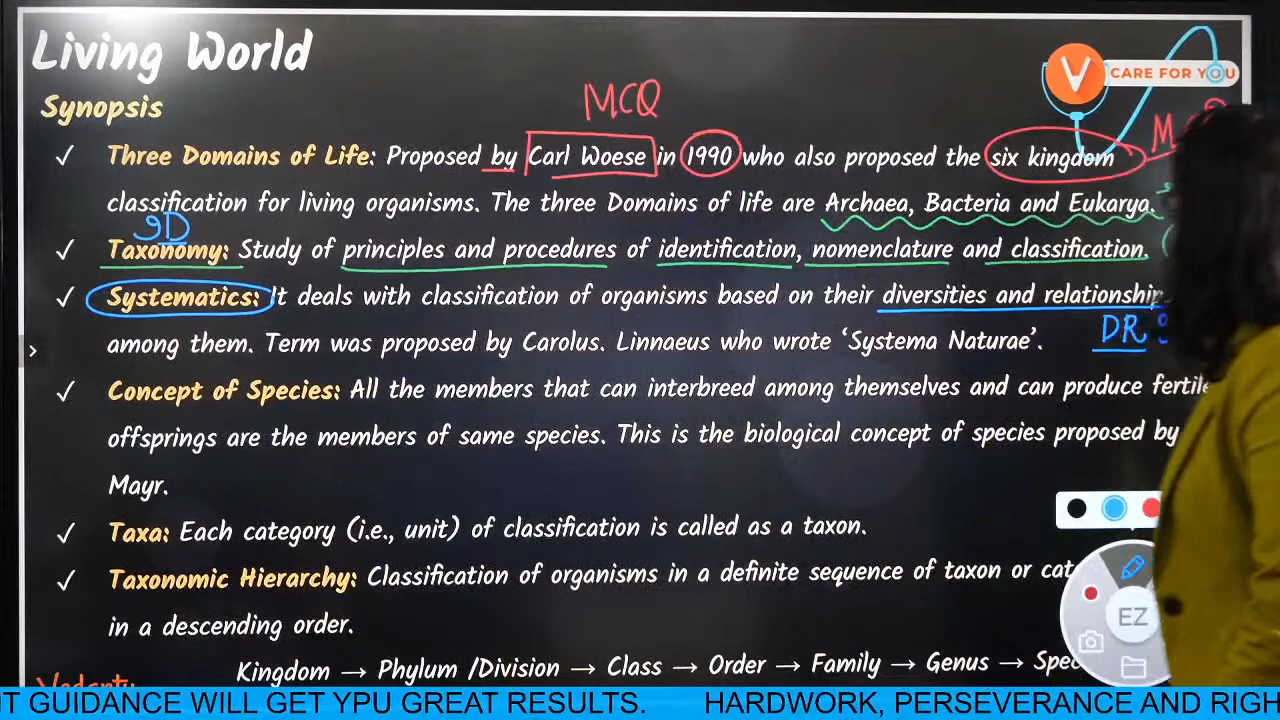 Living World
CARE FOR YOU
Synopsis
MCQ
✓ Three Domains of Life: Proposed by Carl Woese in 1990 who also proposed the six kingdom
classification for living organisms. The three Domains of life are Archaea, Bacteria and Eukarya.
✓ Taxonomy: Study of principles and procedures of identification, nomenclature and classification.
✓ Systematics: It deals with classification of organisms based on their diversities and relationship
DR
among them. Term was proposed by Carolus. Linnaeus who wrote ‘Systema Naturae’.
✓ Concept of Species: All the members that can interbreed among themselves and can produce fertile
offsprings are the members of same species. This is the biological concept of species proposed by
Mayr.
✓ Taxa: Each category (i.e., unit) of classification is called as a taxon.
✓ Taxonomic Hierarchy: Classification of organisms in a definite sequence of taxon or
in a descending order.
EZ
Kingdom → Phylum /Division → Class → Order → Family → Genus →
GUIDANCE WILL GET YPU GREAT RESULTS. HARDWORK, PERSEVERANCE AND